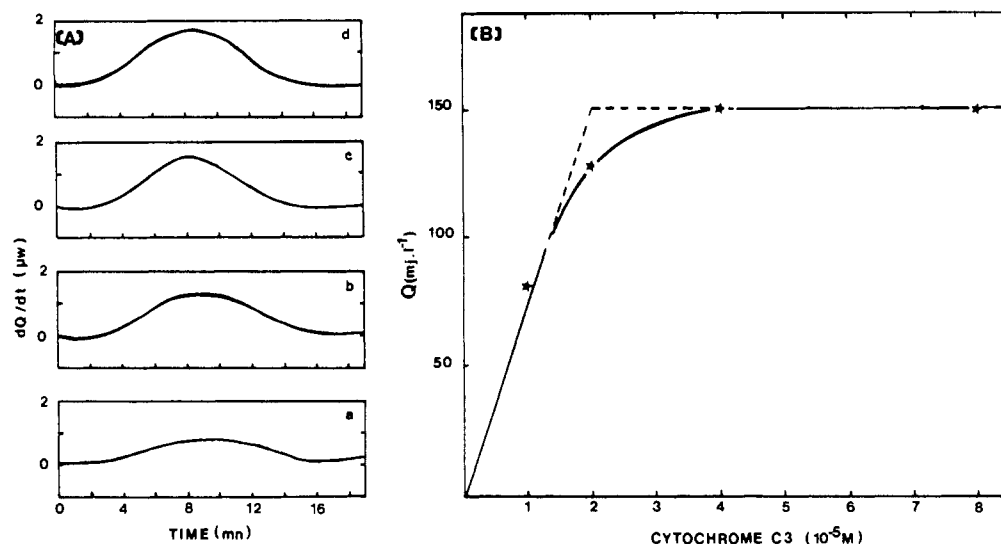 [A]
d
2
0
c
2
0
b
2
0
a
2
0
dQ/dt (µw)
0 4 8 12 16
TIME (mn)
[B]
150
100
50
Q(mj.l⁻¹)
1 2 3 4 5 6 7 8
CYTOCHROME C3 (10⁻⁵M)